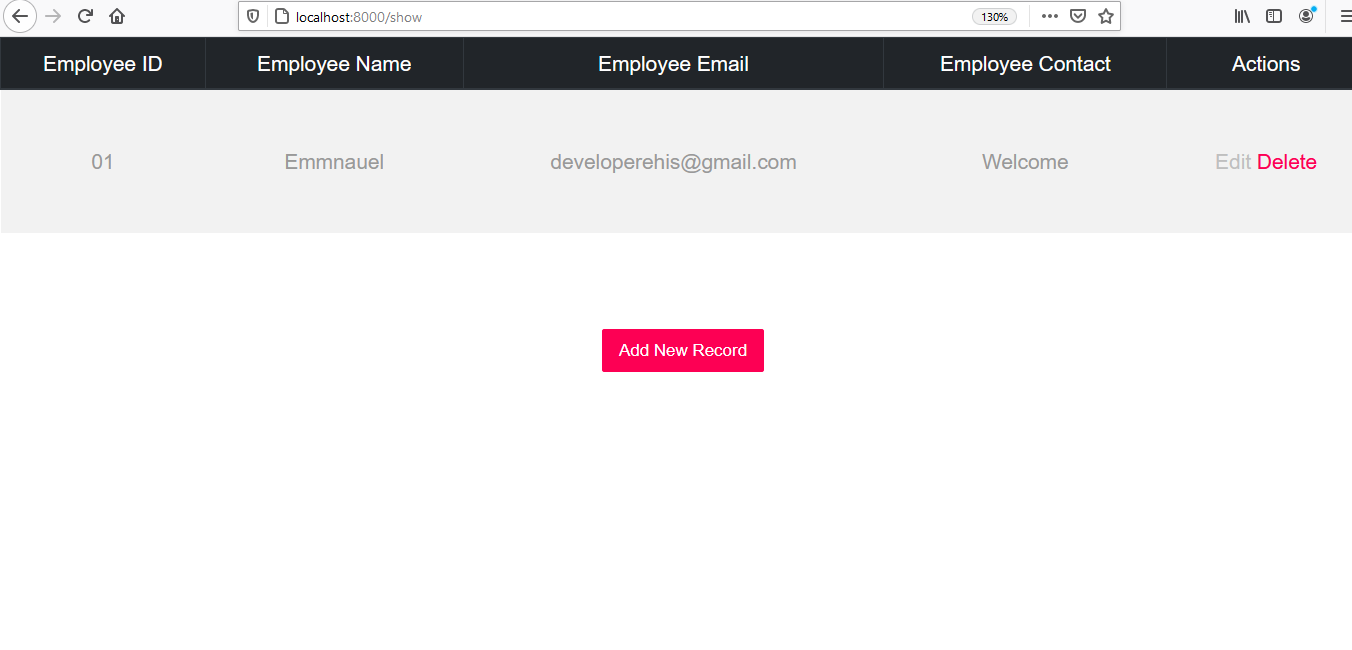 localhost:8000/show 130%
Employee ID Employee Name Employee Email Employee Contact Actions
01 Emmnauel developerehis@gmail.com Welcome Edit Delete
Add New Record